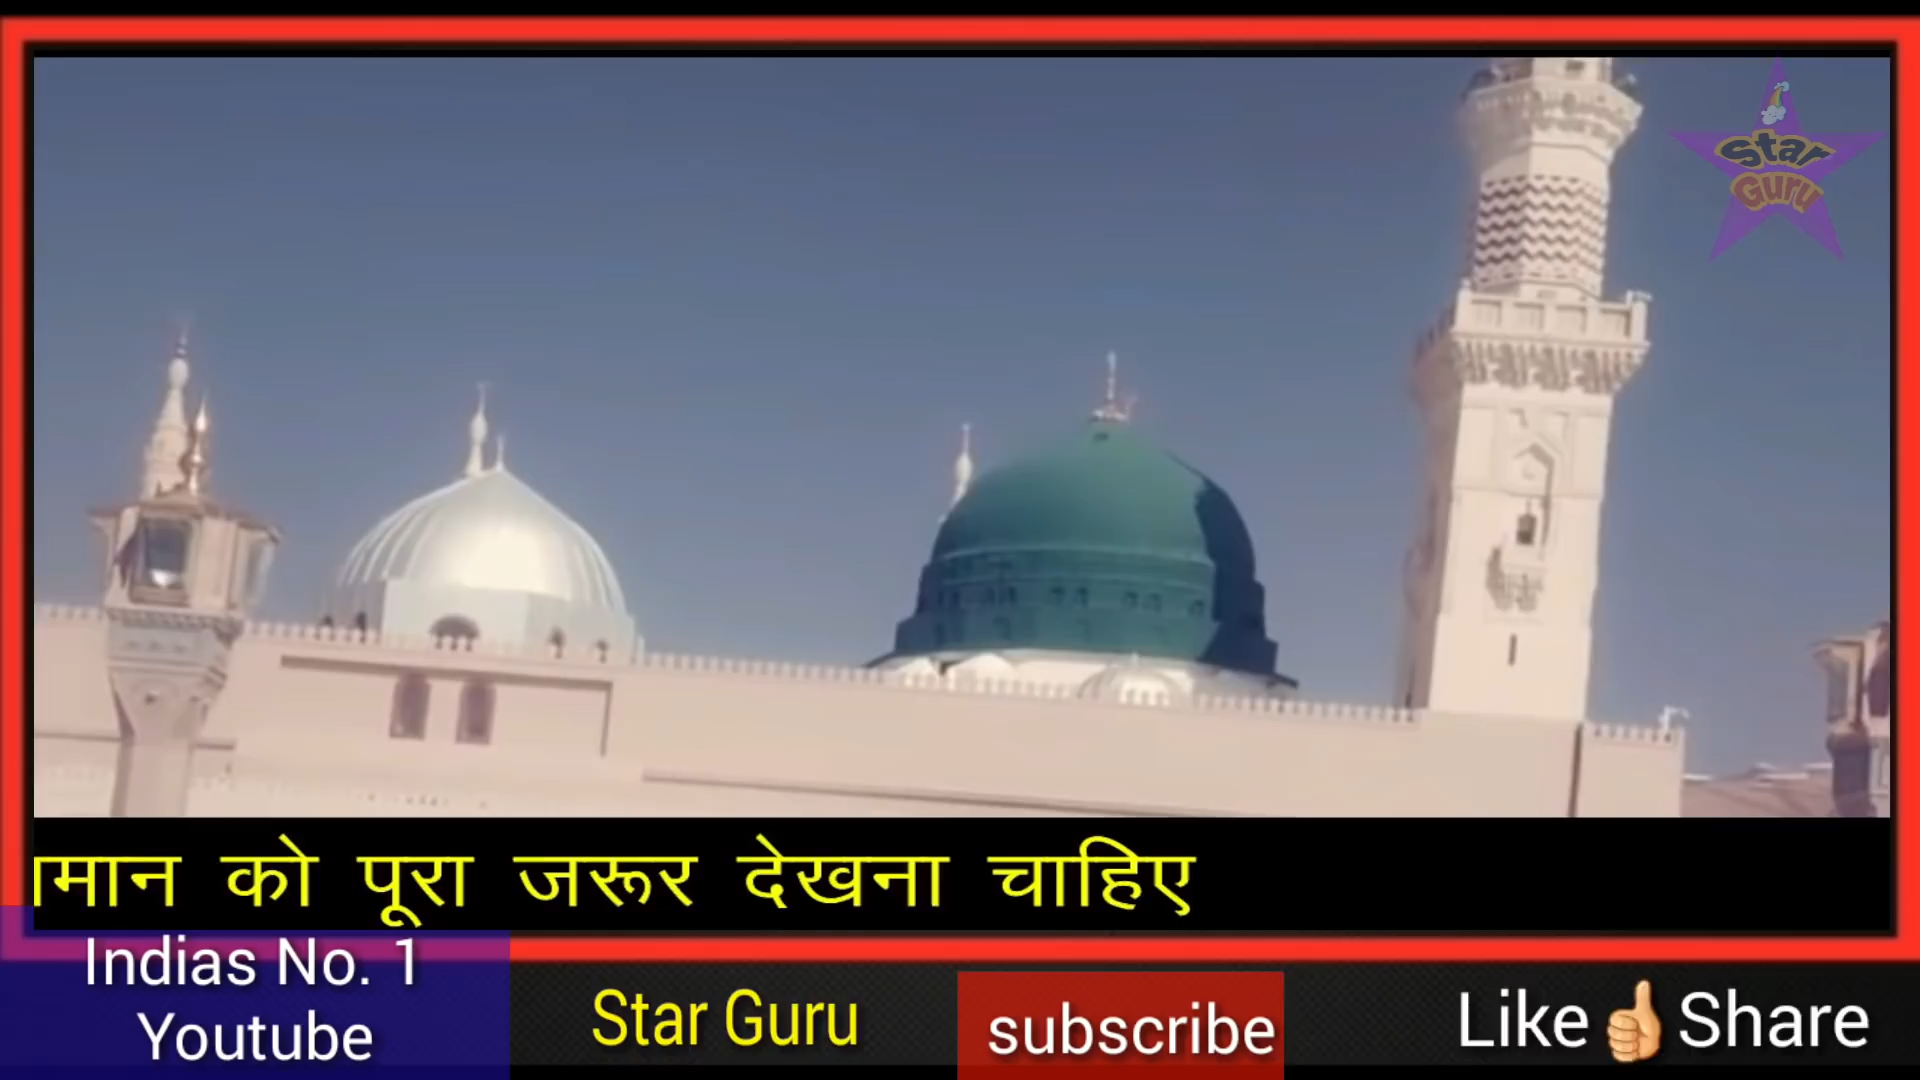 Star
Guru
मान को पूरा जरूर देखना चाहिए
Indias No. 1
Youtube
Star Guru
subscribe
Like👍Share